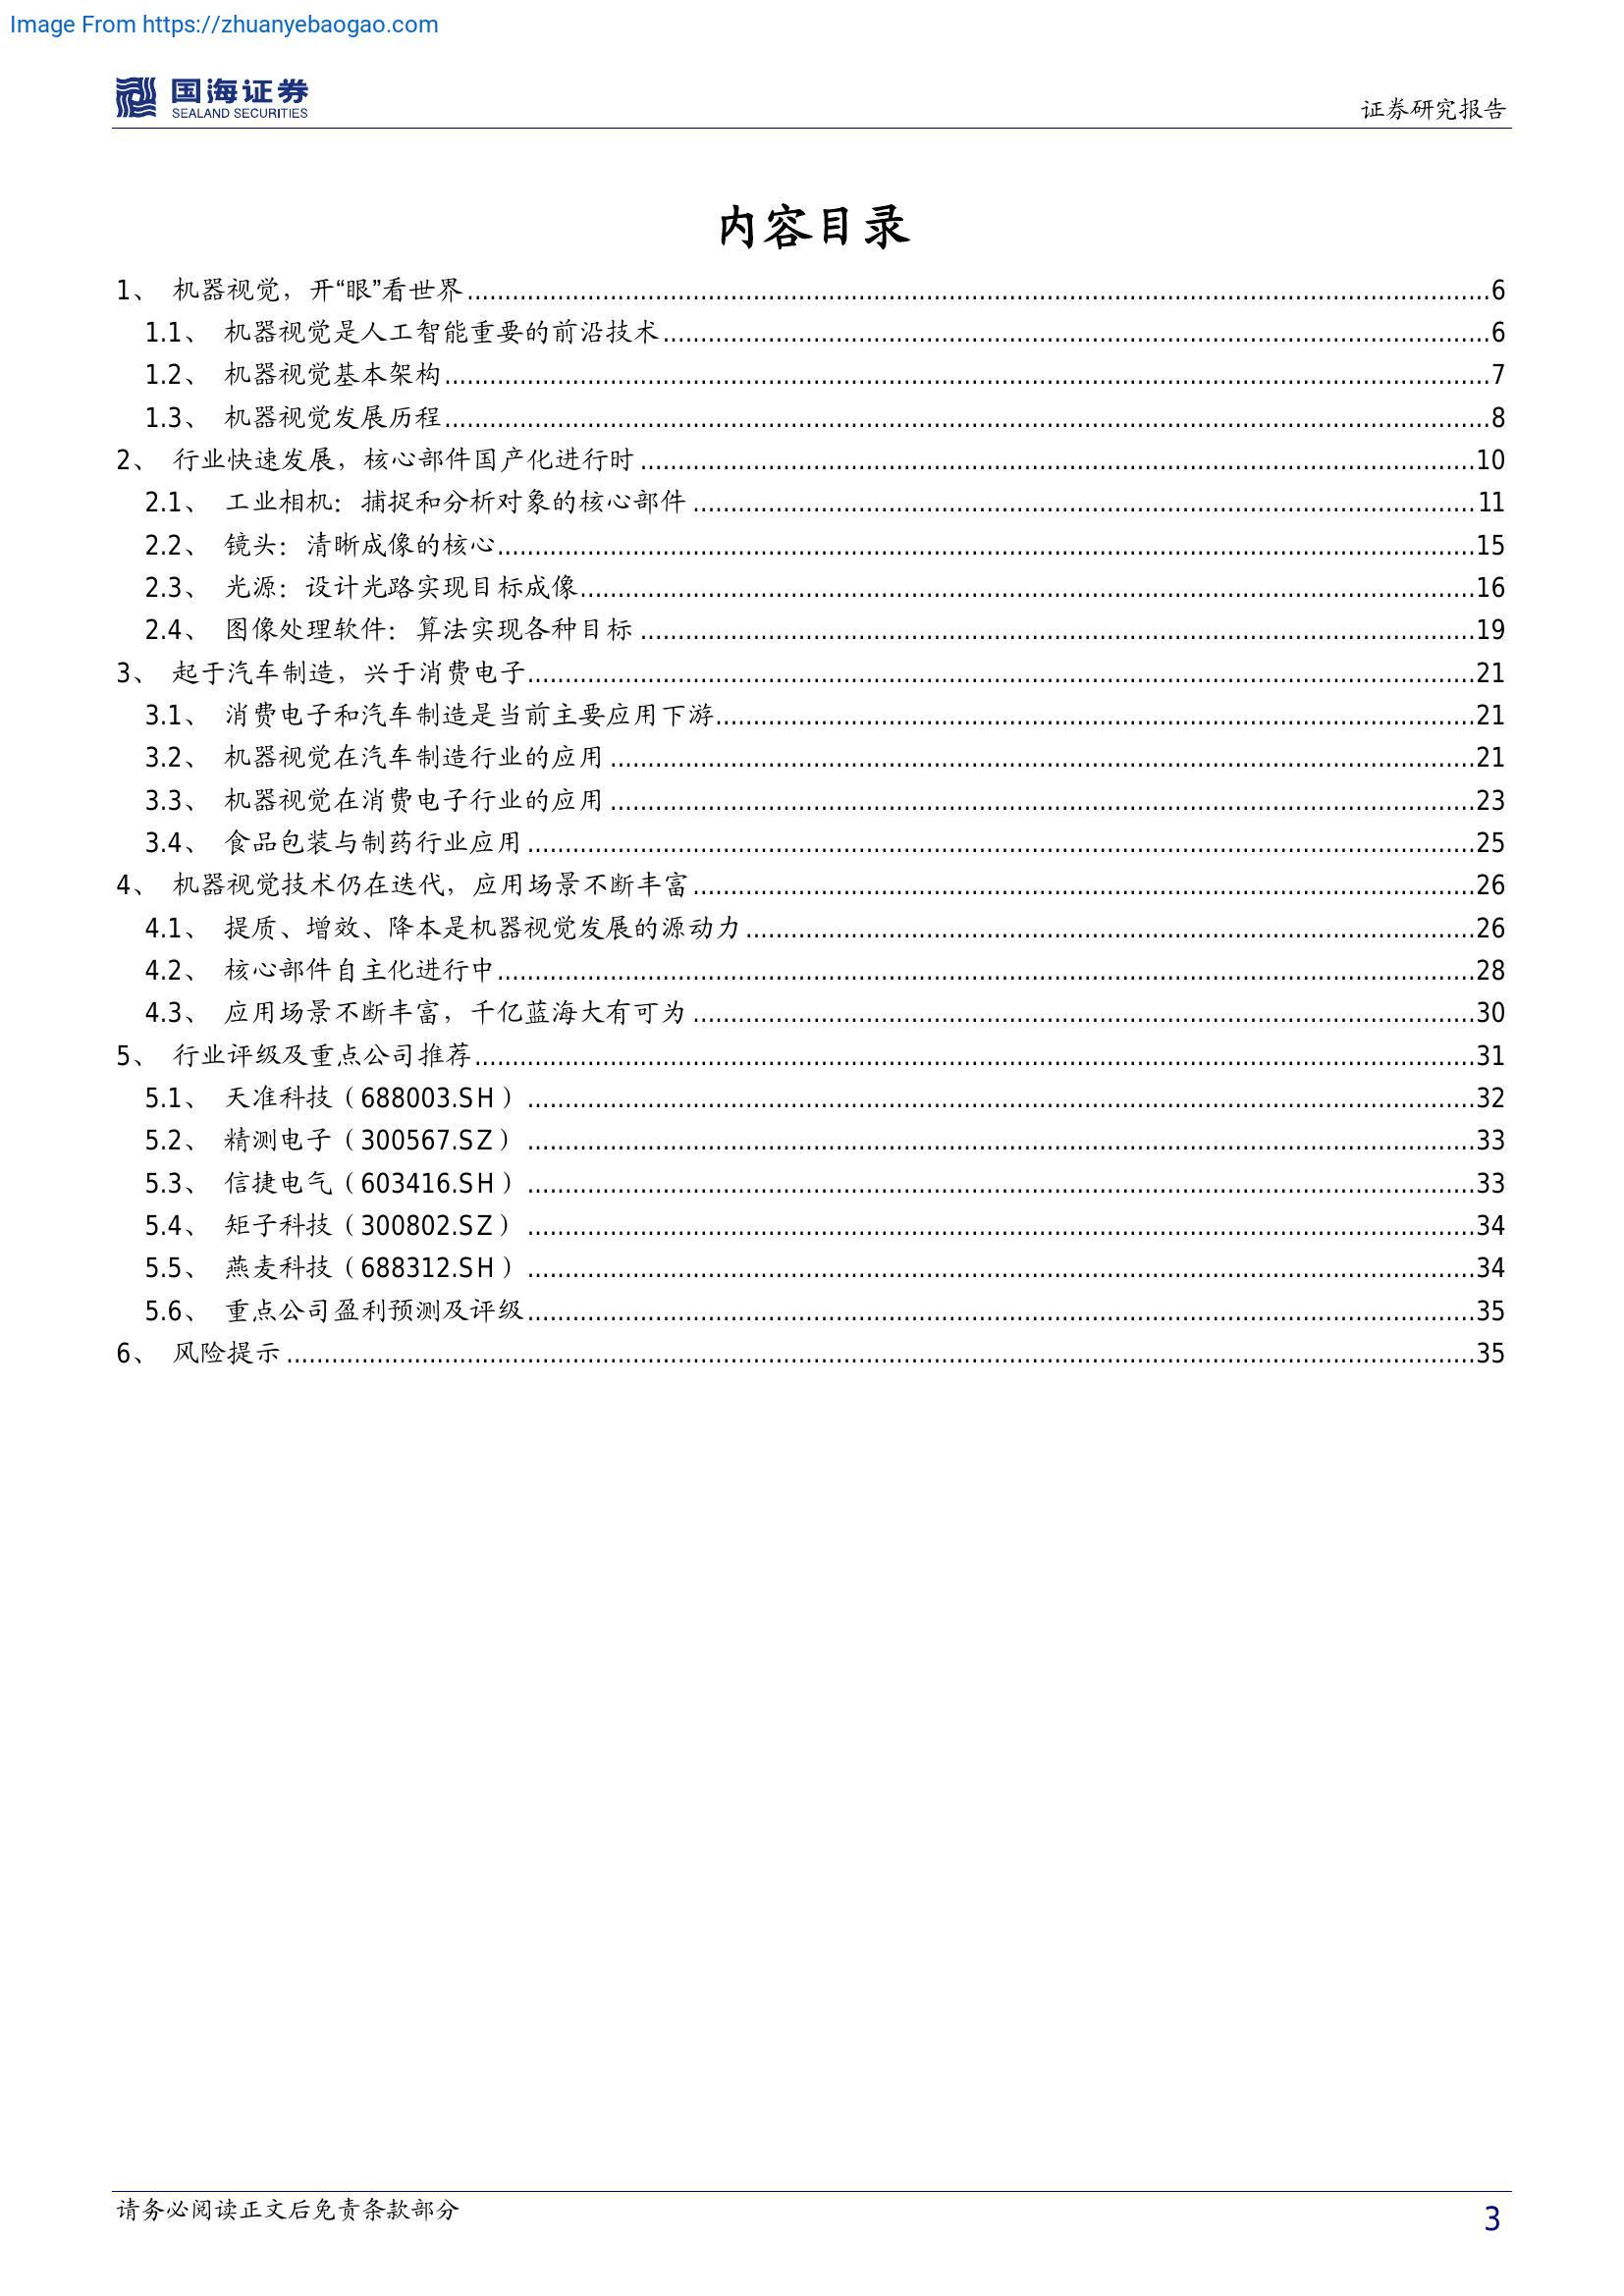 Image From https://zhuanyebaogao.com
国海证券
SEALAND SECURITIES
证券研究报告
内容目录
1、 机器视觉，开“眼”看世界........6
1.1、 机器视觉是人工智能重要的前沿技术........6
1.2、 机器视觉基本架构........7
1.3、 机器视觉发展历程........8
2、 行业快速发展，核心部件国产化进行时........10
2.1、 工业相机：捕捉和分析对象的核心部件........11
2.2、 镜头：清晰成像的核心........15
2.3、 光源：设计光路实现目标成像........16
2.4、 图像处理软件：算法实现各种目标........19
3、 起于汽车制造，兴于消费电子........21
3.1、 消费电子和汽车制造是当前主要应用下游........21
3.2、 机器视觉在汽车制造行业的应用........21
3.3、 机器视觉在消费电子行业的应用........23
3.4、 食品包装与制药行业应用........25
4、 机器视觉技术仍在迭代，应用场景不断丰富........26
4.1、 提质、增效、降本是机器视觉发展的源动力........26
4.2、 核心部件自主化进行中........28
4.3、 应用场景不断丰富，千亿蓝海大有可为........30
5、 行业评级及重点公司推荐........31
5.1、 天准科技（688003.SH）........32
5.2、 精测电子（300567.SZ）........33
5.3、 信捷电气（603416.SH）........33
5.4、 矩子科技（300802.SZ）........34
5.5、 燕麦科技（688312.SH）........34
5.6、 重点公司盈利预测及评级........35
6、 风险提示........35
请务必阅读正文后免责条款部分
3